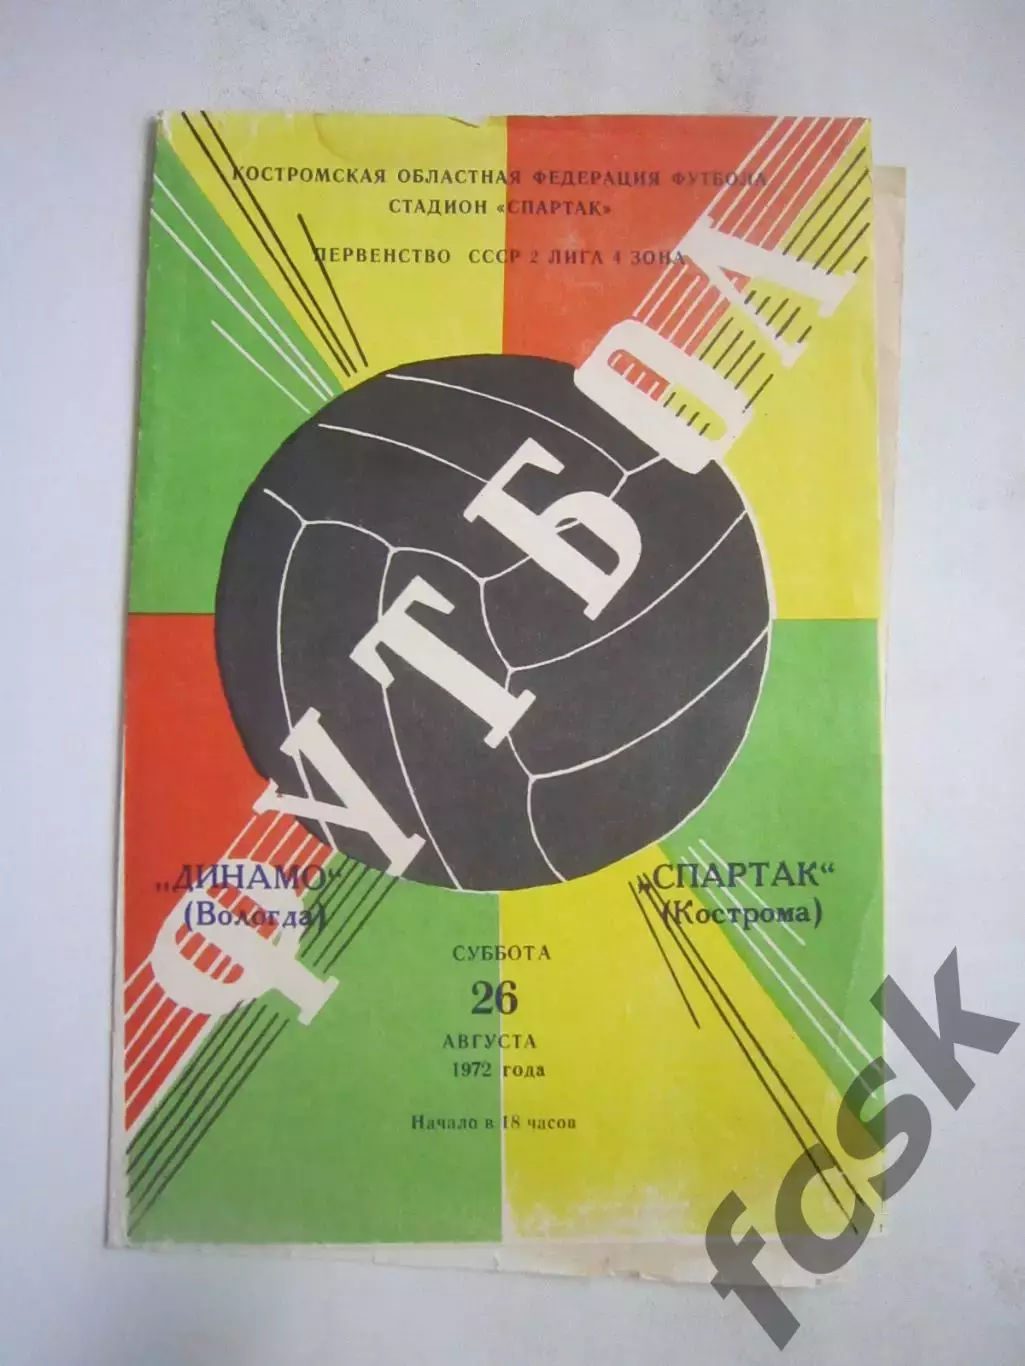 КОСТРОМСКАЯ ОБЛАСТНАЯ ФЕДЕРАЦИЯ ФУТБОЛА
СТАДИОН «СПАРТАК»
ПЕРВЕНСТВО СССР 2 ЛИГА 4 ЗОНА
ФУТБОЛ
„ДИНАМО“
(Вологда)
„СПАРТАК“
(Кострома)
СУББОТА
26
АВГУСТА
1972 года
Начало в 18 часов
fcsk